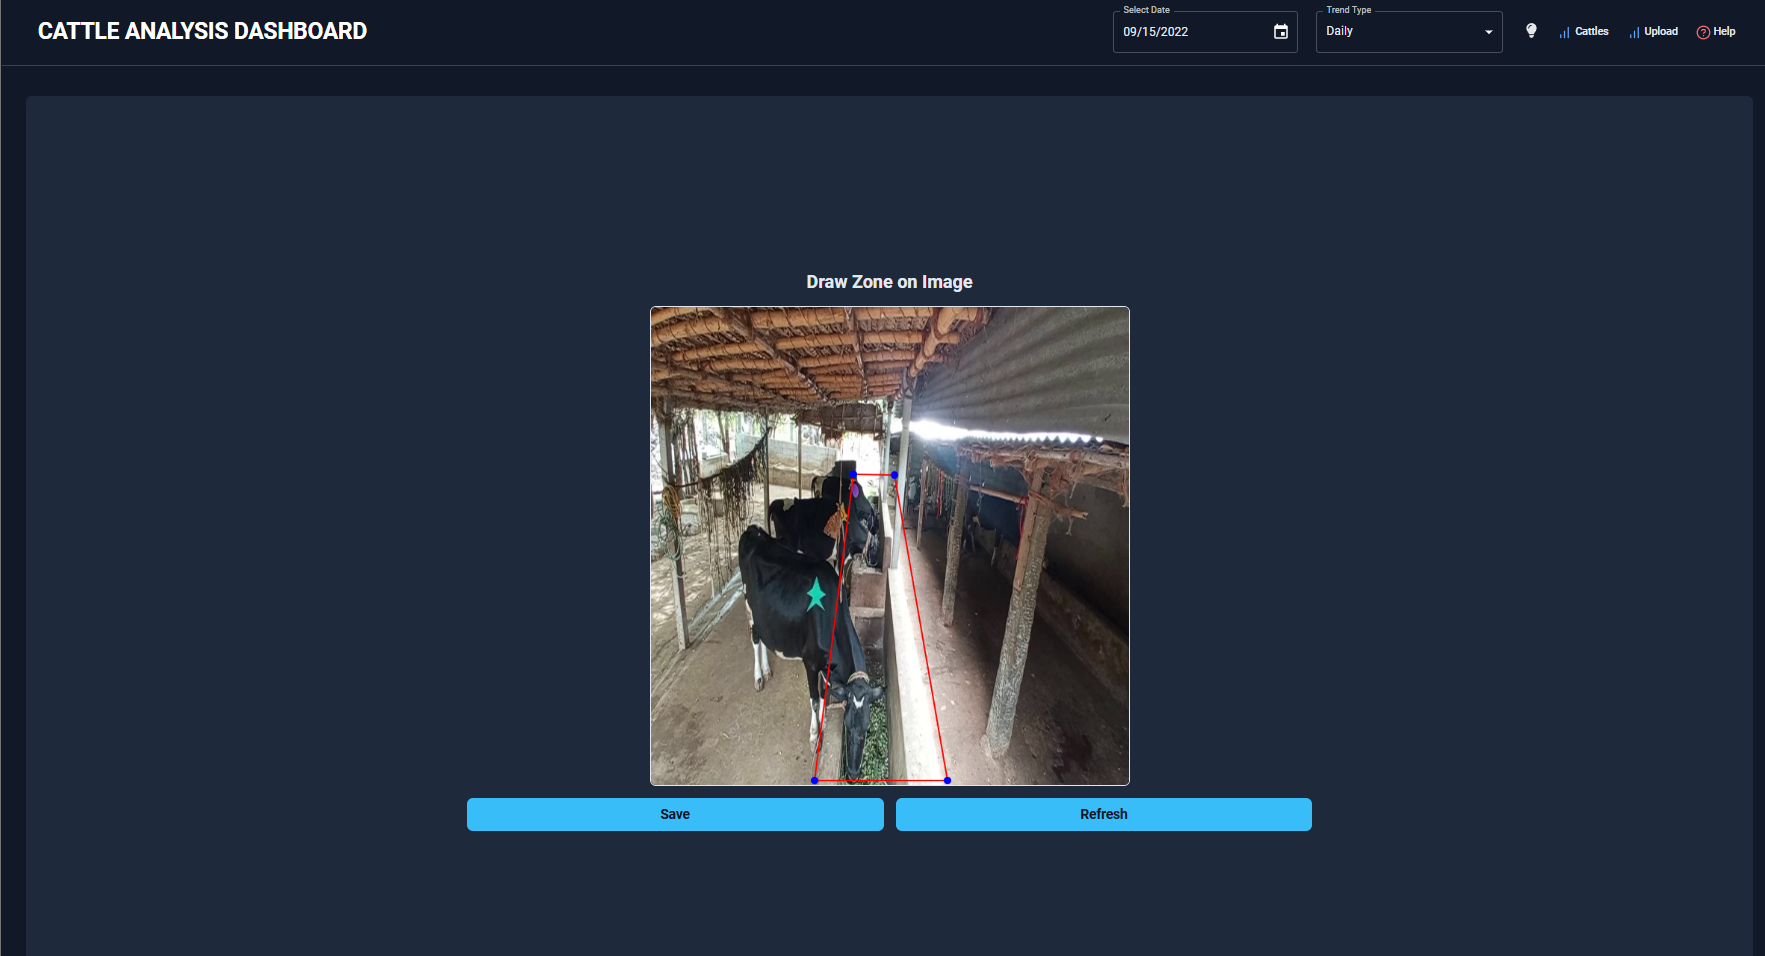 CATTLE ANALYSIS DASHBOARD
Select Date
09/15/2022
Trend Type
Daily
Cattles
Upload
Help
Draw Zone on Image
Save
Refresh